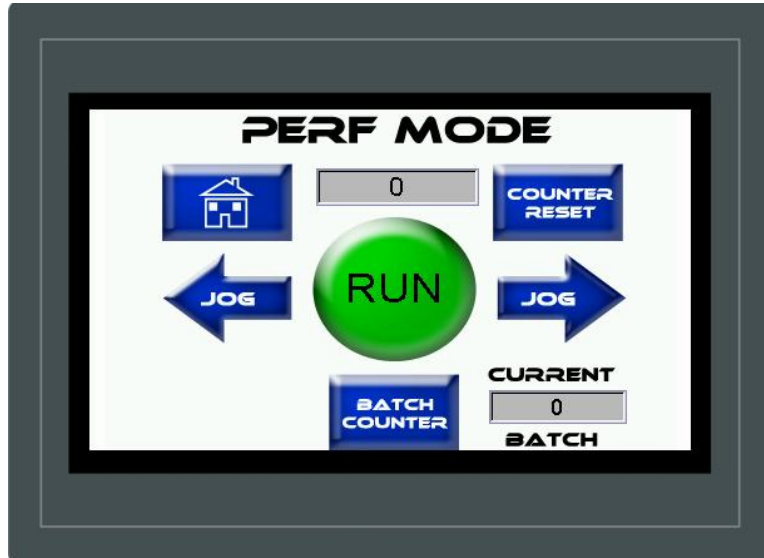 PERF MODE
0
COUNTER
RESET
JOG
RUN
JOG
BATCH
COUNTER
CURRENT
0
BATCH